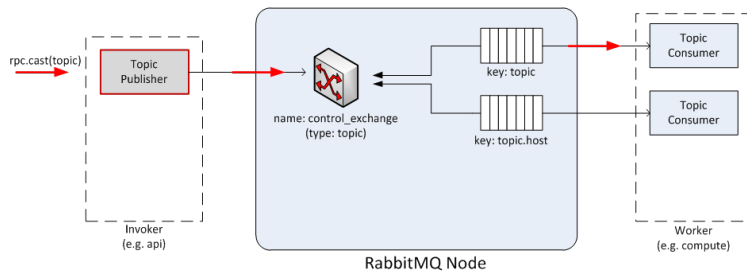 rpc.cast(topic)
Topic
Publisher
Invoker
(e.g. api)
name: control_exchange
(type: topic)
key: topic
key: topic.host
RabbitMQ Node
Topic
Consumer
Topic
Consumer
Worker
(e.g. compute)